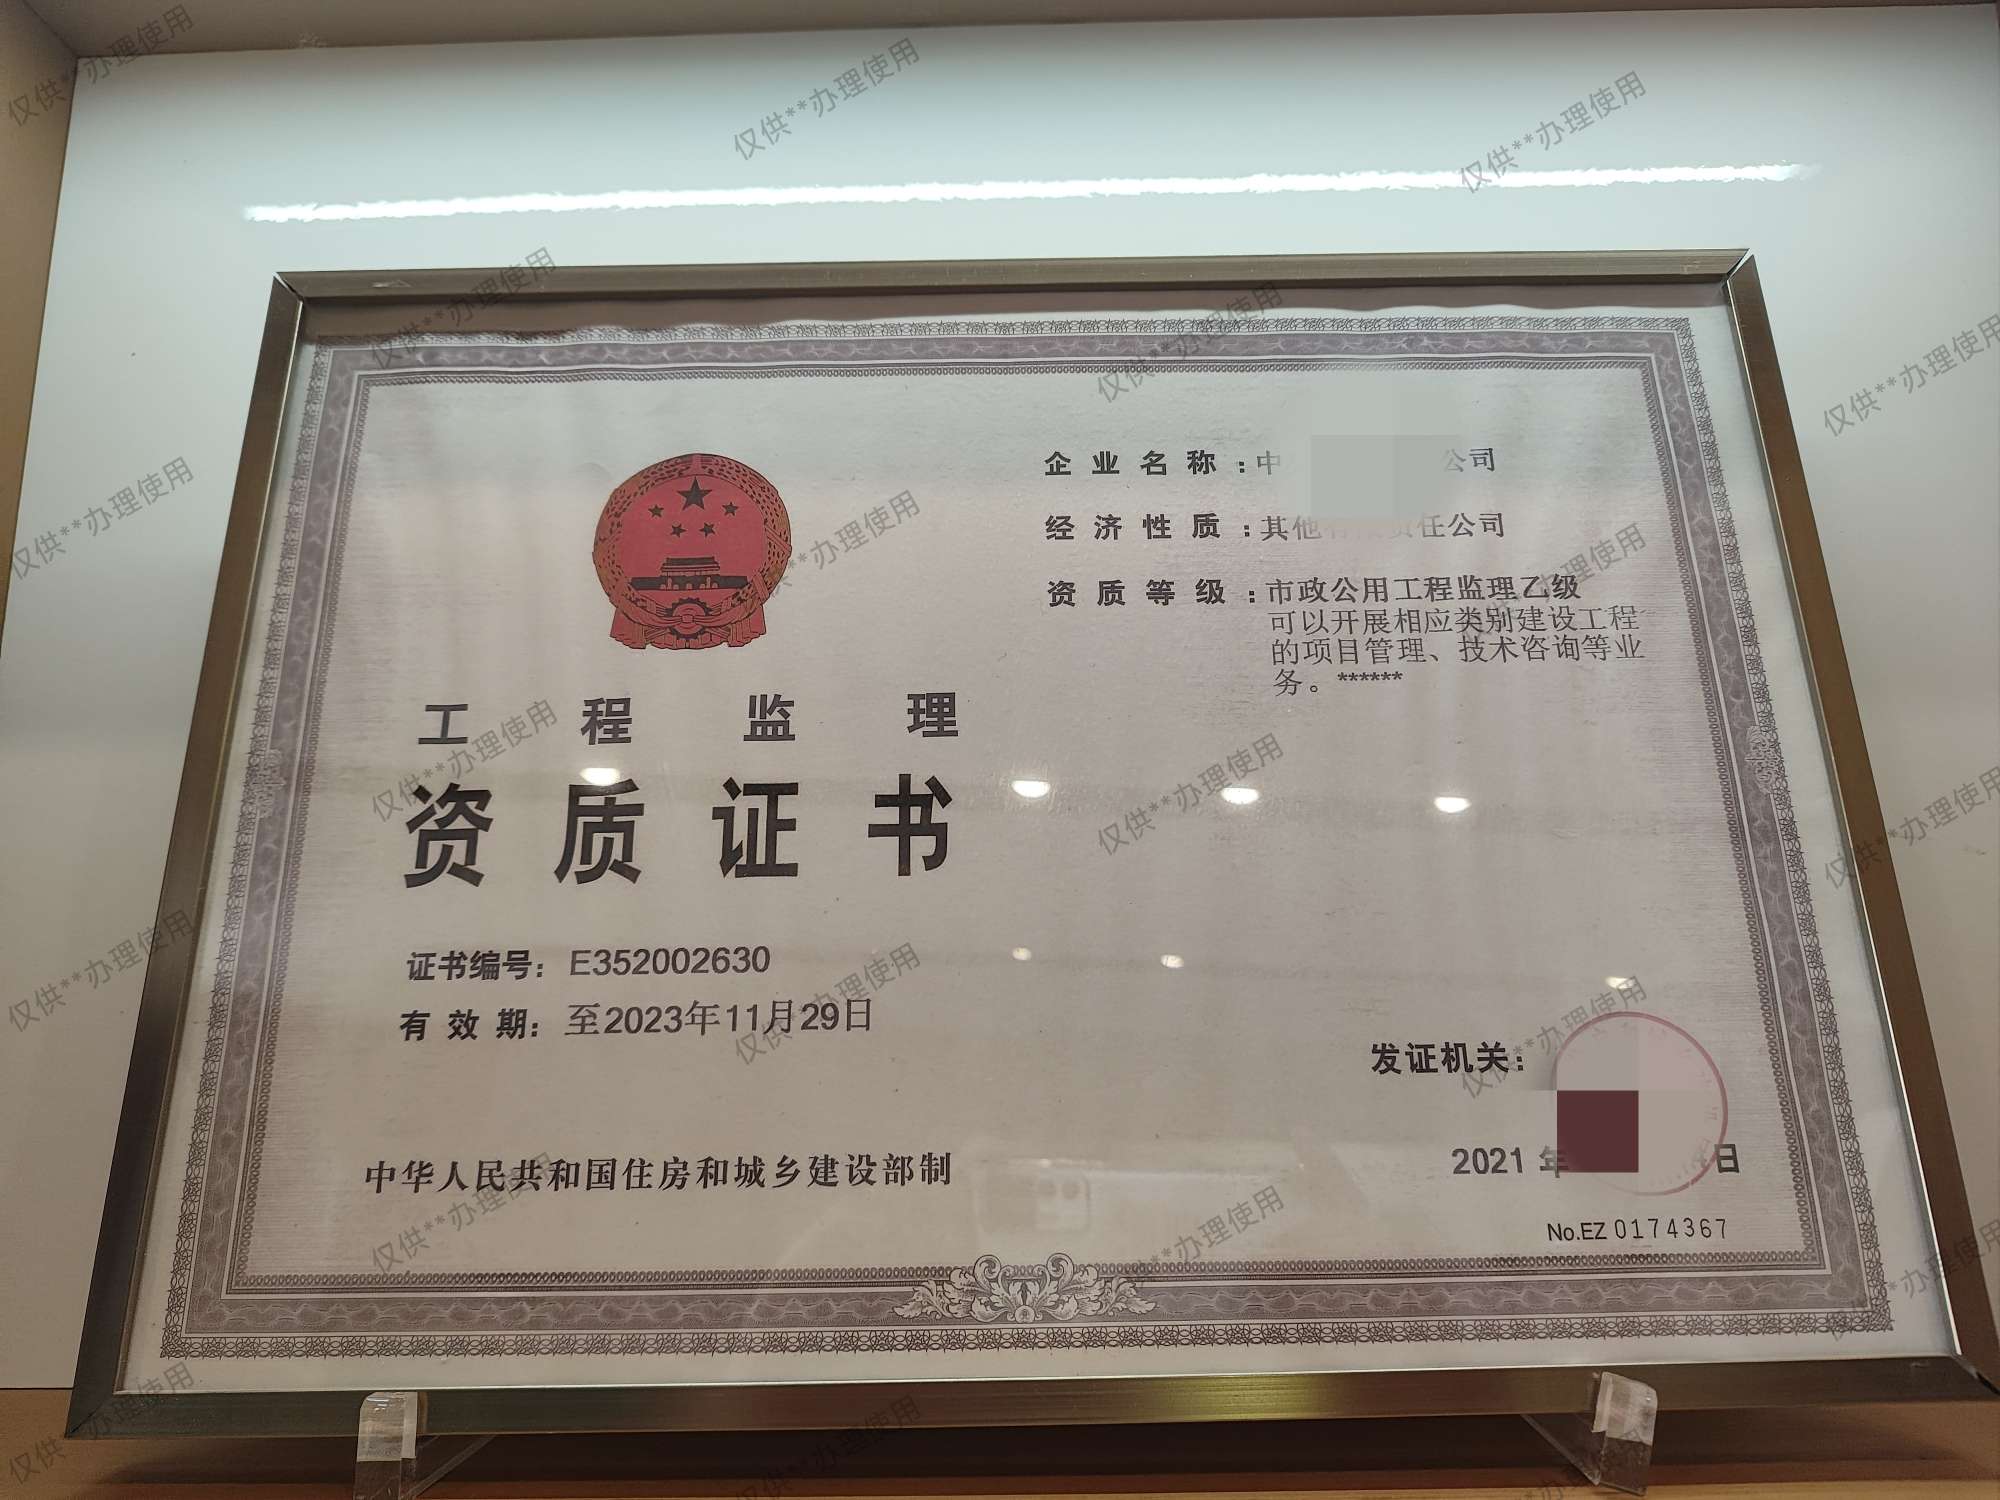 企业名称：中 公司
经济性质：其他有限责任公司
资质等级：市政公用工程监理乙级
可以开展相应类别建设工程
的项目管理、技术咨询等业
务。******
工程监理
资质证书
证书编号：E352002630
有效期：至2023年11月29日
发证机关：
2021年 日
中华人民共和国住房和城乡建设部制
No.EZ 0174367
仅供**办理使用